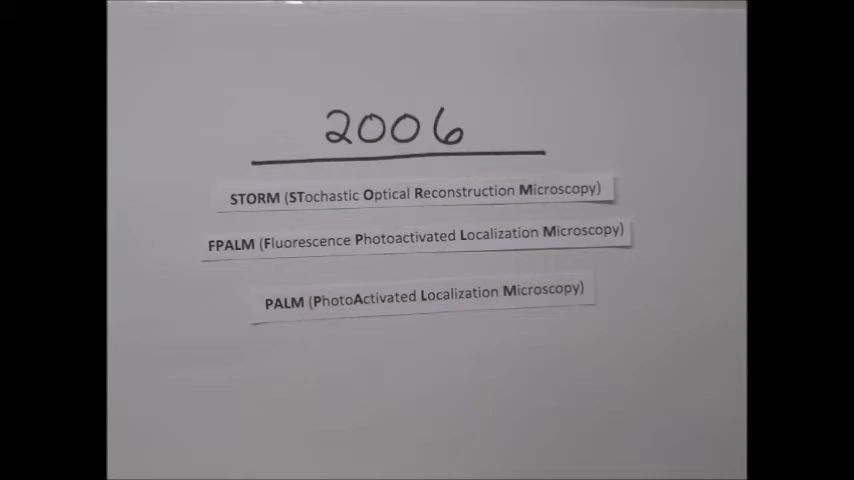 2006
STORM (STochastic Optical Reconstruction Microscopy)
FPALM (Fluorescence Photoactivated Localization Microscopy)
PALM (PhotoActivated Localization Microscopy)